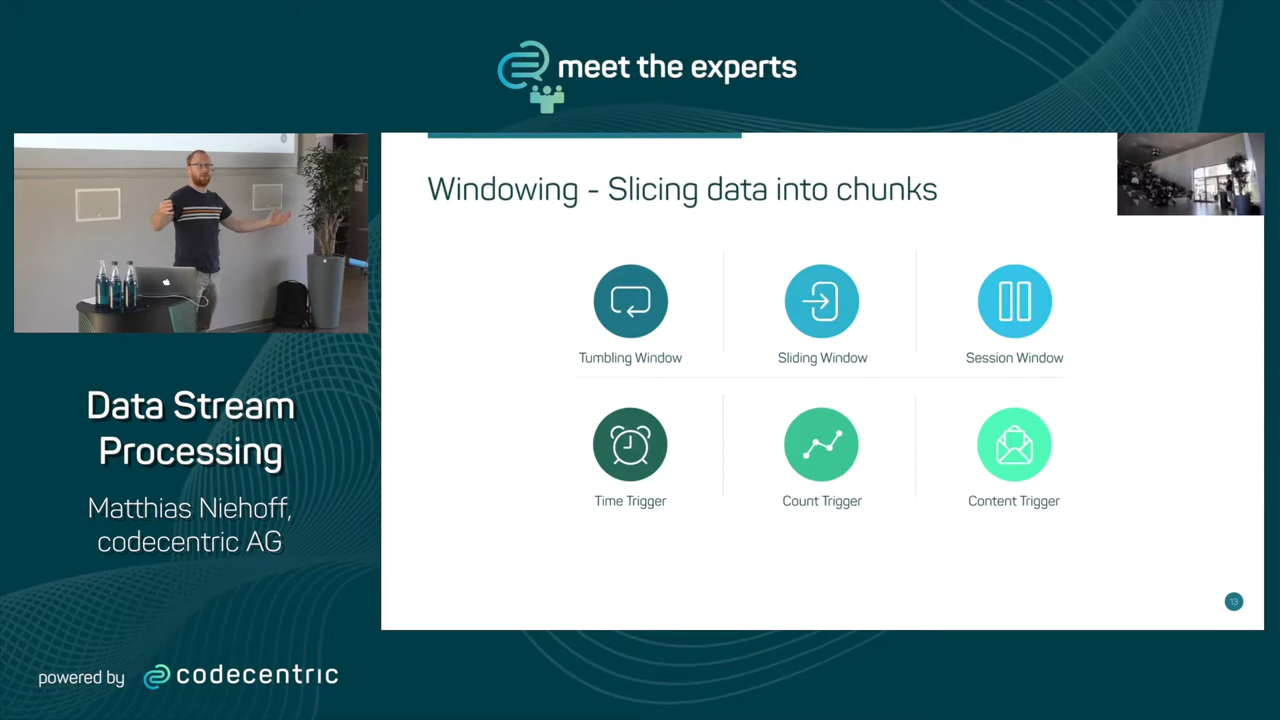 meet the experts
Windowing - Slicing data into chunks
Tumbling Window
Sliding Window
Session Window
Time Trigger
Count Trigger
Content Trigger
13
Data Stream
Processing
Matthias Niehoff,
codecentric AG
powered by
codecentric